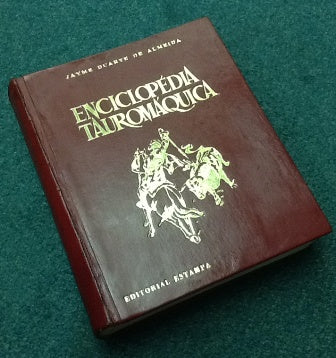 JAYME DUARTE DE ALMEIDA
ENCICLOPÉDIA
TAUROMÁQUICA
EDITORIAL ESTAMPA